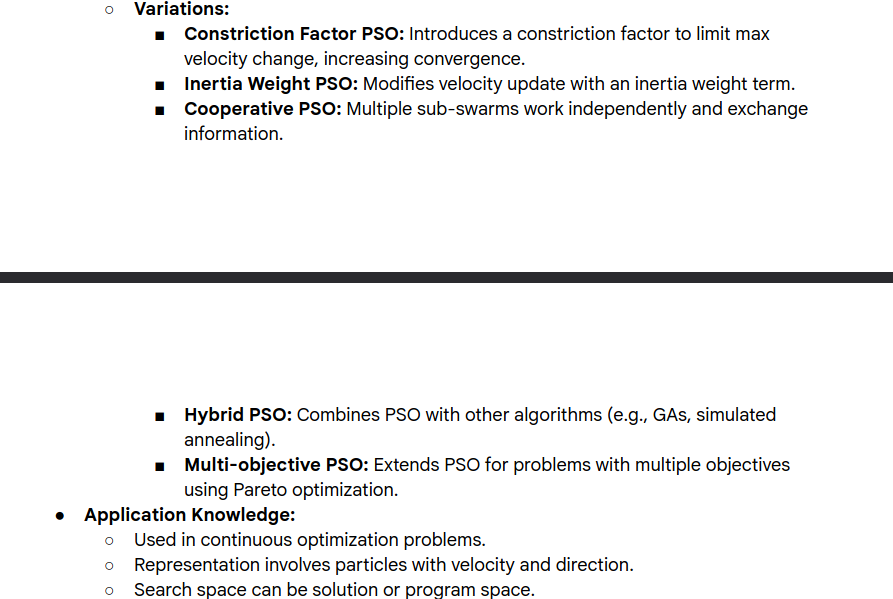 ○ Variations:
■ Constriction Factor PSO: Introduces a constriction factor to limit max
velocity change, increasing convergence.
■ Inertia Weight PSO: Modifies velocity update with an inertia weight term.
■ Cooperative PSO: Multiple sub-swarms work independently and exchange
information.
■ Hybrid PSO: Combines PSO with other algorithms (e.g., GAs, simulated
annealing).
■ Multi-objective PSO: Extends PSO for problems with multiple objectives
using Pareto optimization.
● Application Knowledge:
○ Used in continuous optimization problems.
○ Representation involves particles with velocity and direction.
○ Search space can be solution or program space.